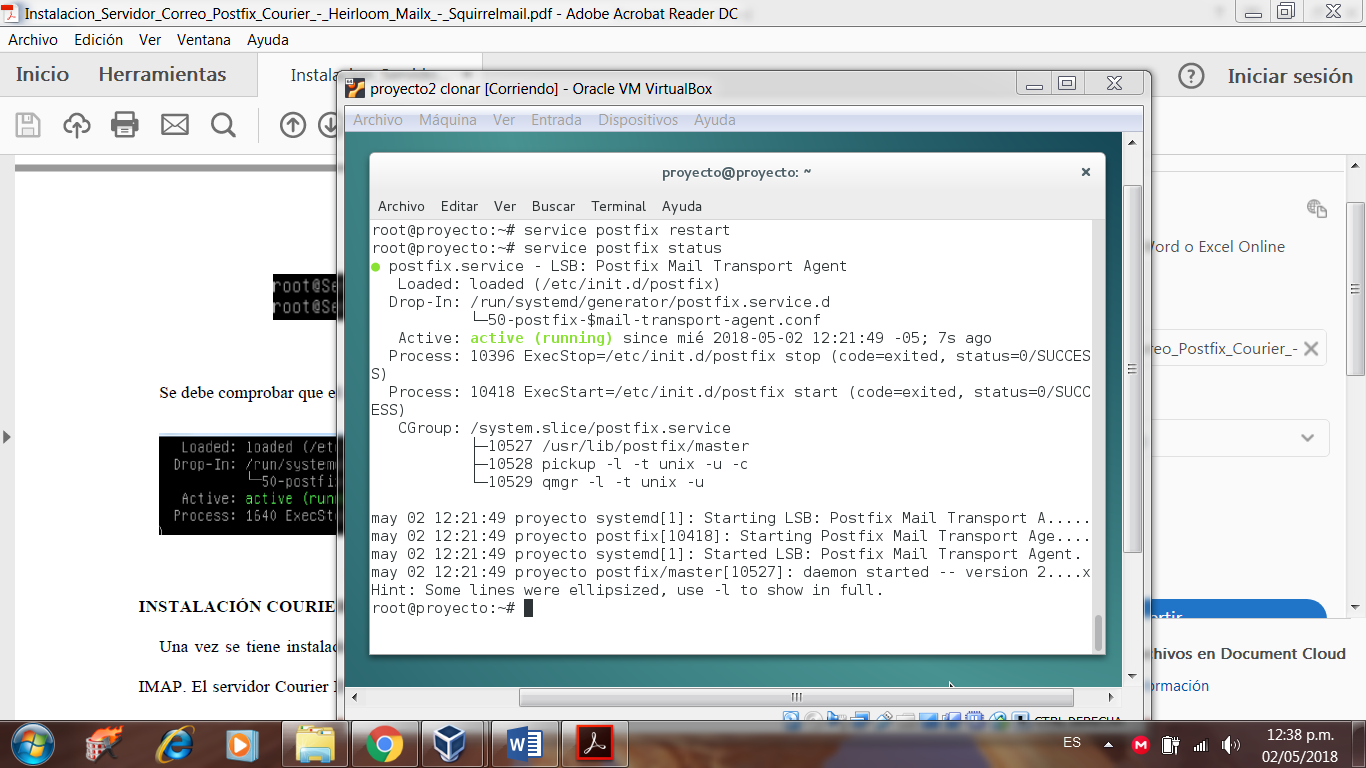 Instalacion_Servidor_Correo_Postfix_Courier_-_Heirloom_Mailx_-_Squirrelmail.pdf - Adobe Acrobat Reader DC
Archivo Edición Ver Ventana Ayuda
Inicio Herramientas
Iniciar sesión
proyecto2 clonar [Corriendo] - Oracle VM VirtualBox
Archivo Máquina Ver Entrada Dispositivos Ayuda
proyecto@proyecto: ~
Archivo Editar Ver Buscar Terminal Ayuda
root@proyecto:~# service postfix restart
root@proyecto:~# service postfix status
● postfix.service - LSB: Postfix Mail Transport Agent
Loaded: loaded (/etc/init.d/postfix)
Drop-In: /run/systemd/generator/postfix.service.d
└─50-postfix-$mail-transport-agent.conf
Active: active (running) since mié 2018-05-02 12:21:49 -05; 7s ago
Process: 10396 ExecStop=/etc/init.d/postfix stop (code=exited, status=0/SUCCES
S)
Process: 10418 ExecStart=/etc/init.d/postfix start (code=exited, status=0/SUCC
ESS)
CGroup: /system.slice/postfix.service
├─10527 /usr/lib/postfix/master
├─10528 pickup -l -t unix -u -c
└─10529 qmgr -l -t unix -u
may 02 12:21:49 proyecto systemd[1]: Starting LSB: Postfix Mail Transport A.....
may 02 12:21:49 proyecto postfix[10418]: Starting Postfix Mail Transport Age....
may 02 12:21:49 proyecto systemd[1]: Started LSB: Postfix Mail Transport Agent.
may 02 12:21:49 proyecto postfix/master[10527]: daemon started -- version 2....x
Hint: Some lines were ellipsized, use -l to show in full.
root@proyecto:~#
CTRL DERECHA
root@Se
root@Se
Se debe comprobar que e
Loaded: loaded (/et
Drop-In: /run/system
└─50-postfi
Active: active (run
Process: 1640 ExecSt
INSTALACIÓN COURIE
Una vez se tiene instalac
IMAP. El servidor Courier
Word o Excel Online
eo_Postfix_Courier_-
rtir
chivos en Document Cloud
ormación
ES
12:38 p.m.
02/05/2018